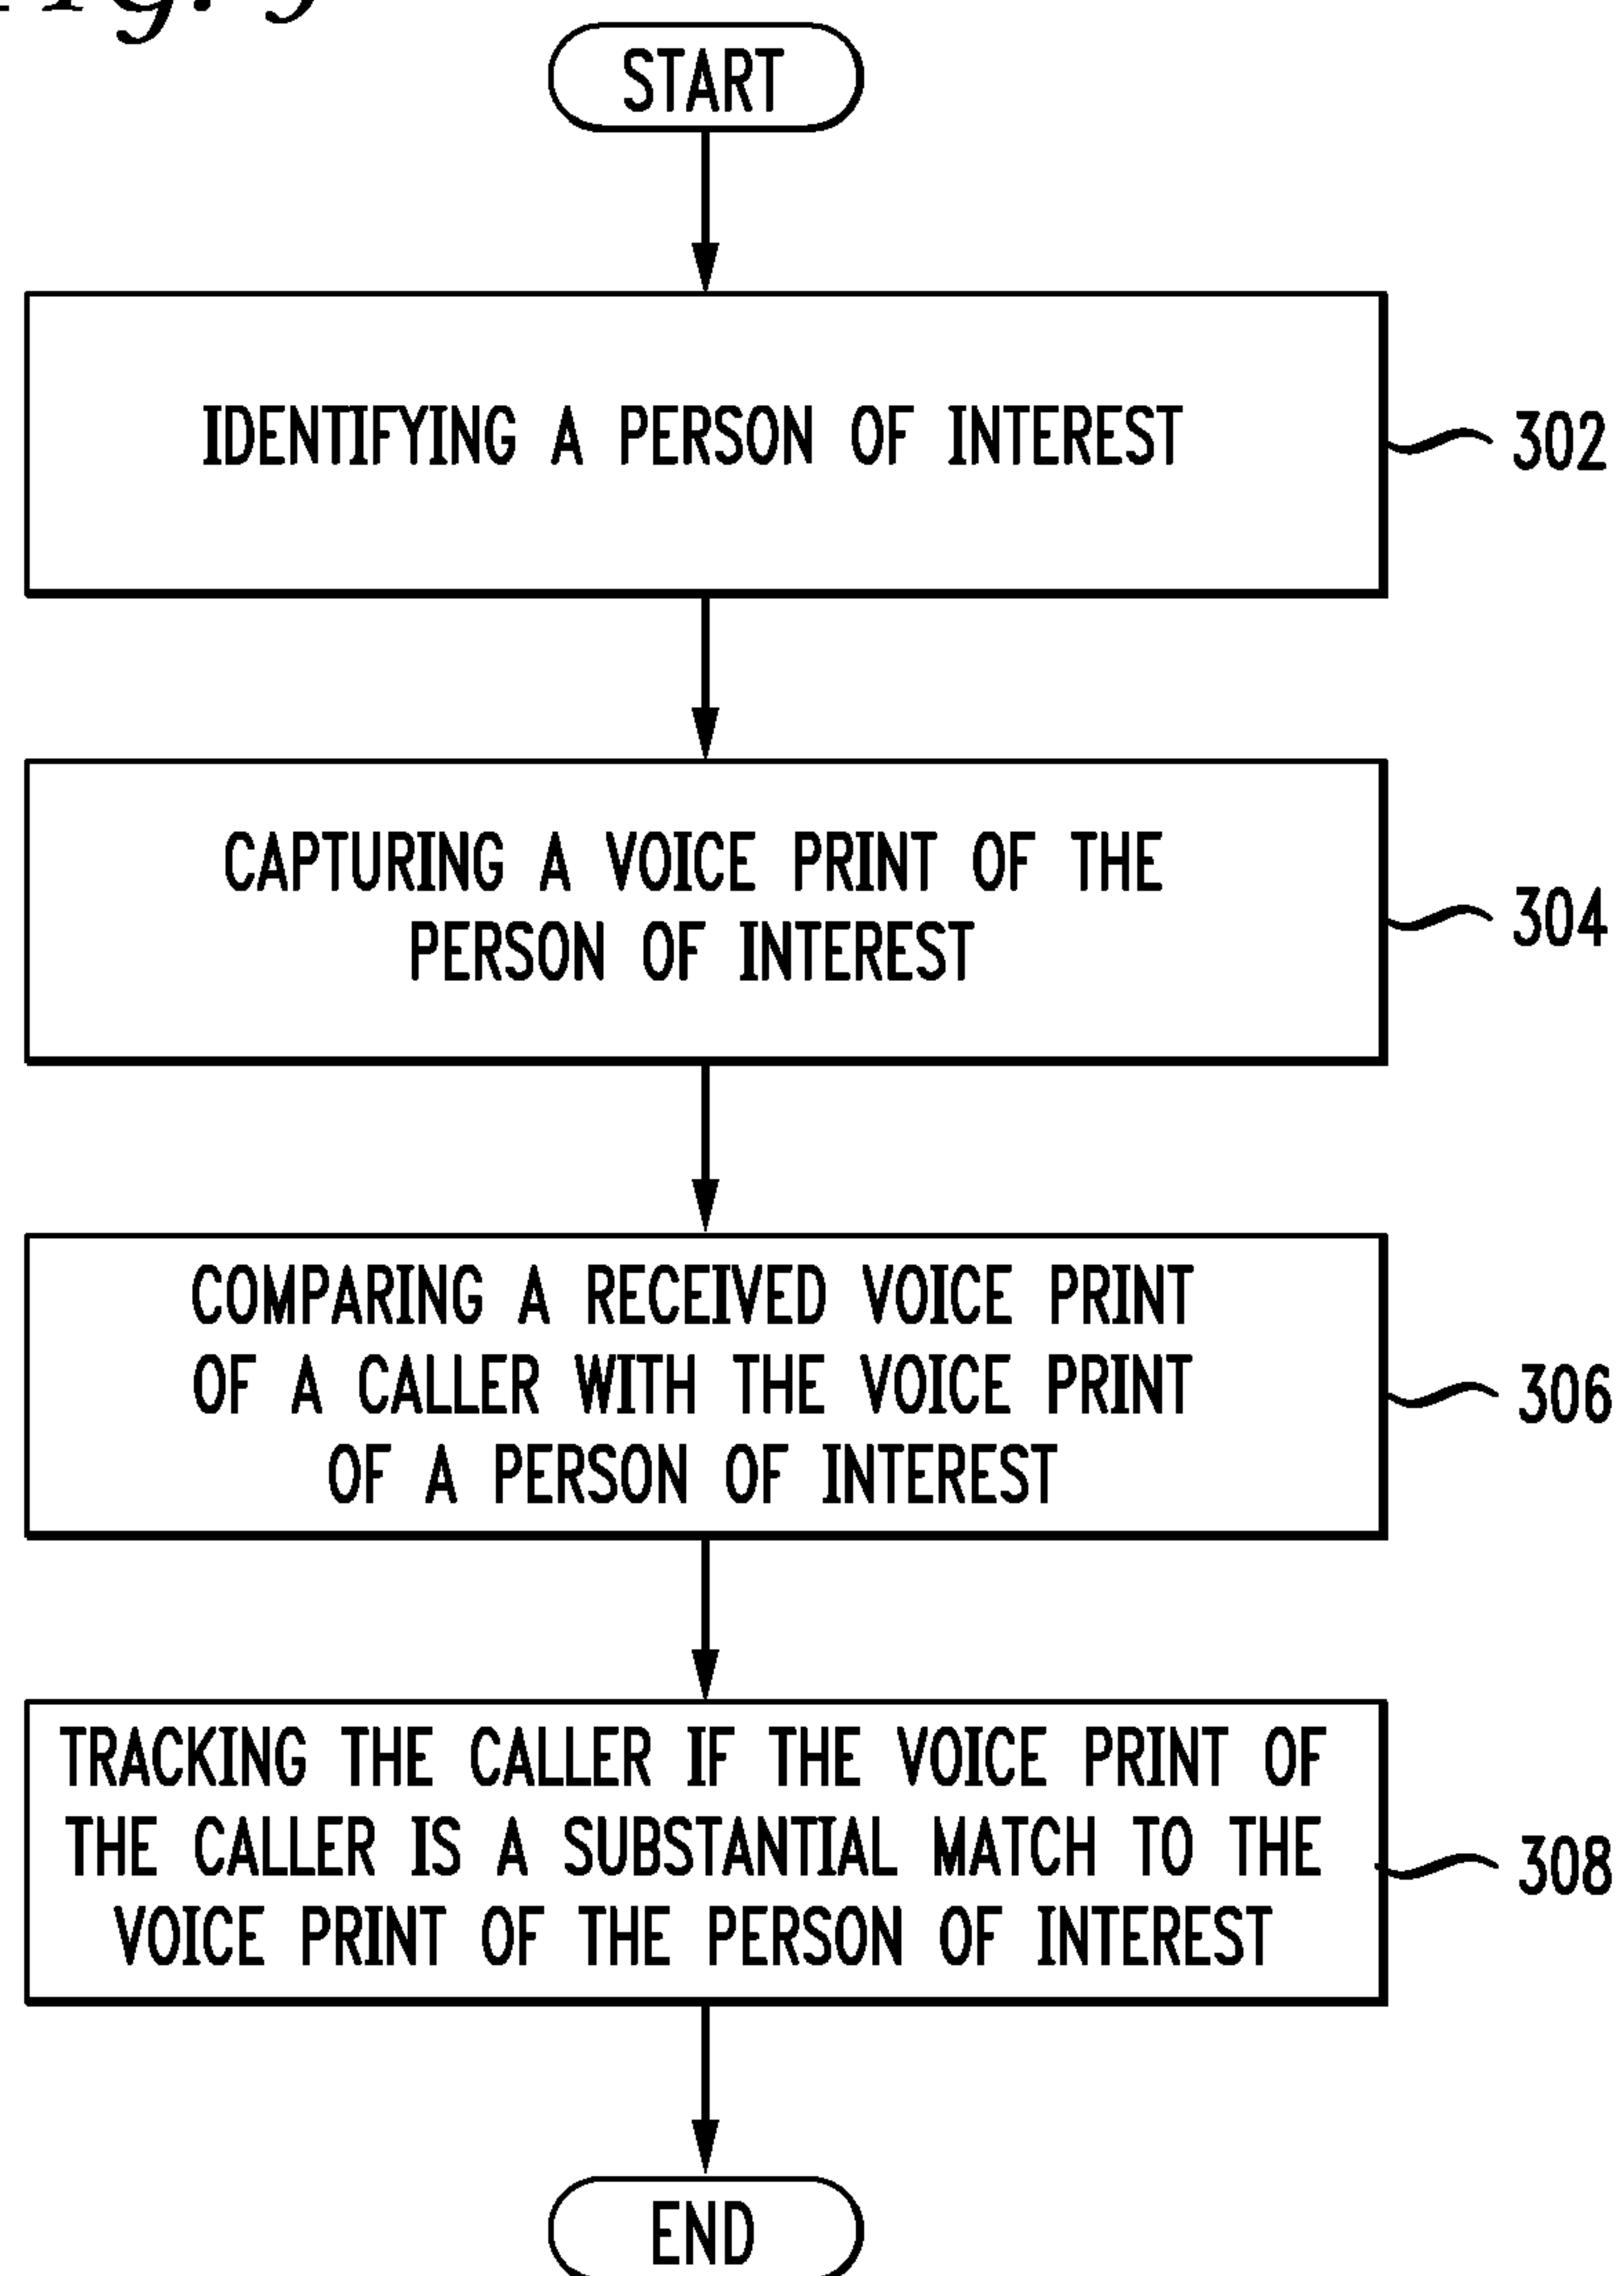 START
IDENTIFYING A PERSON OF INTEREST
302
CAPTURING A VOICE PRINT OF THE
PERSON OF INTEREST
304
COMPARING A RECEIVED VOICE PRINT
OF A CALLER WITH THE VOICE PRINT
OF A PERSON OF INTEREST
306
TRACKING THE CALLER IF THE VOICE PRINT OF
THE CALLER IS A SUBSTANTIAL MATCH TO THE
VOICE PRINT OF THE PERSON OF INTEREST
308
END